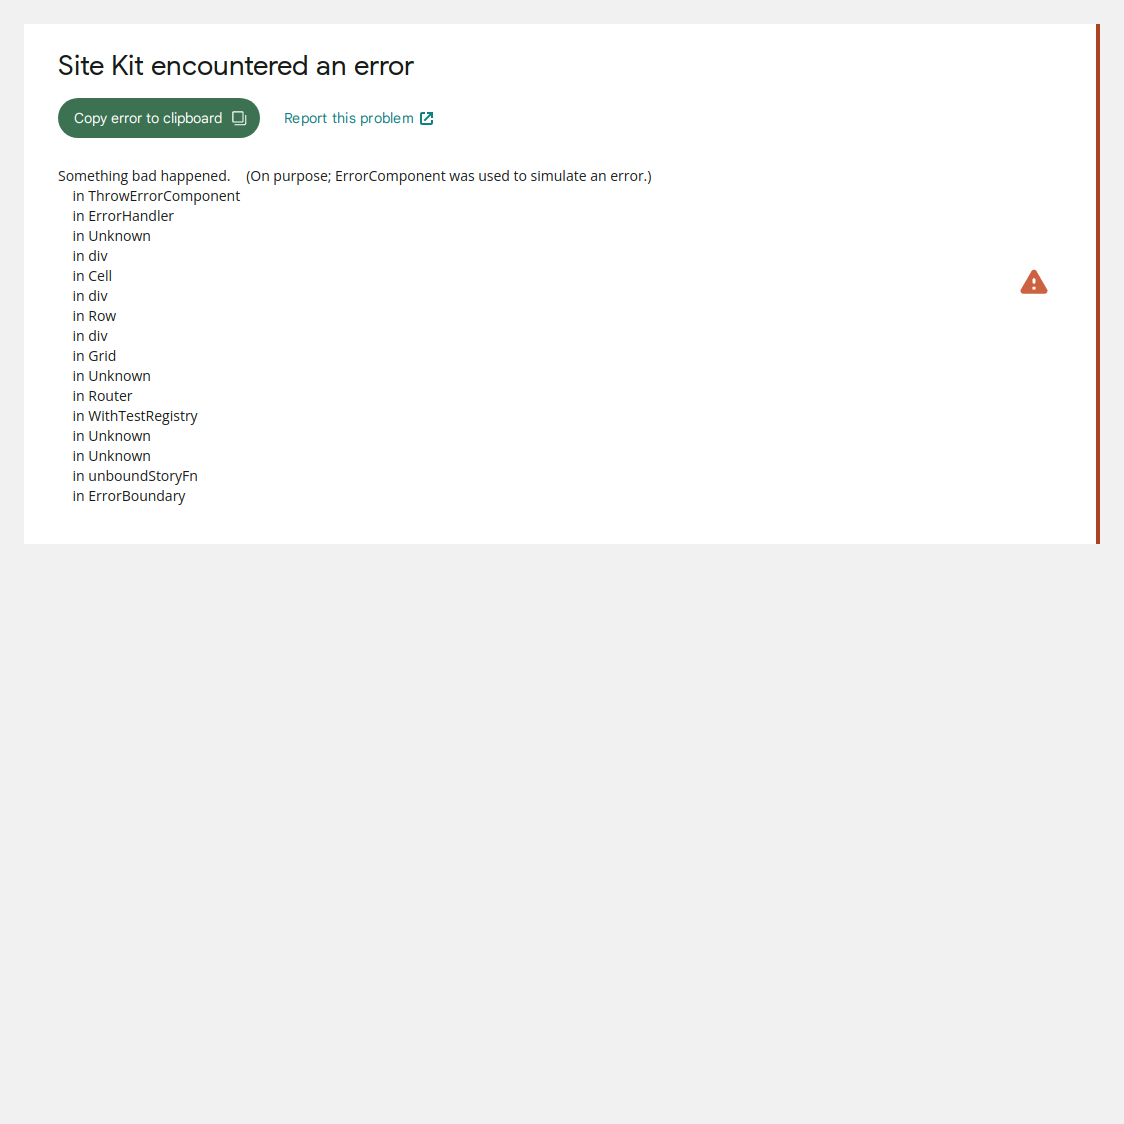 Site Kit encountered an error
Copy error to clipboard Report this problem
Something bad happened. (On purpose; ErrorComponent was used to simulate an error.)
in ThrowErrorComponent
in ErrorHandler
in Unknown
in div
in Cell
in div
in Row
in div
in Grid
in Unknown
in Router
in WithTestRegistry
in Unknown
in Unknown
in unboundStoryFn
in ErrorBoundary